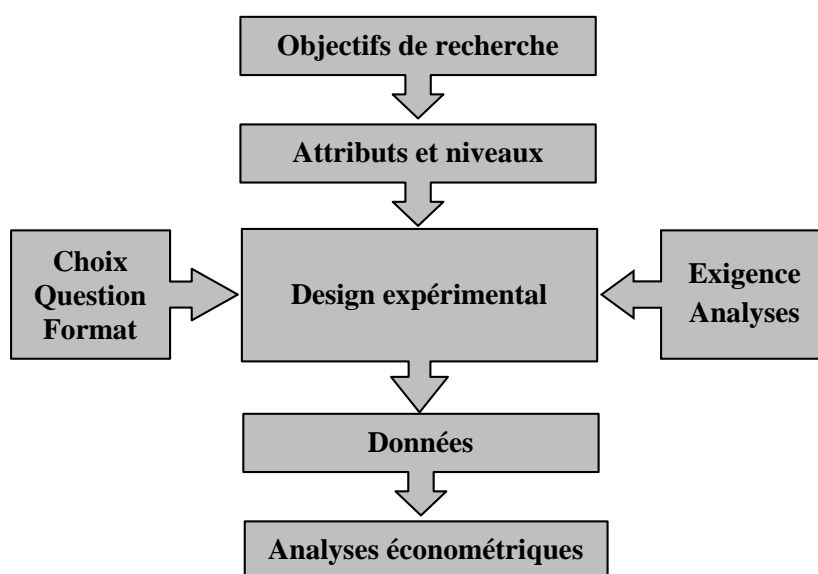 Objectifs de recherche
Attributs et niveaux
Choix
Question
Format
Design expérimental
Exigence
Analyses
Données
Analyses économétriques